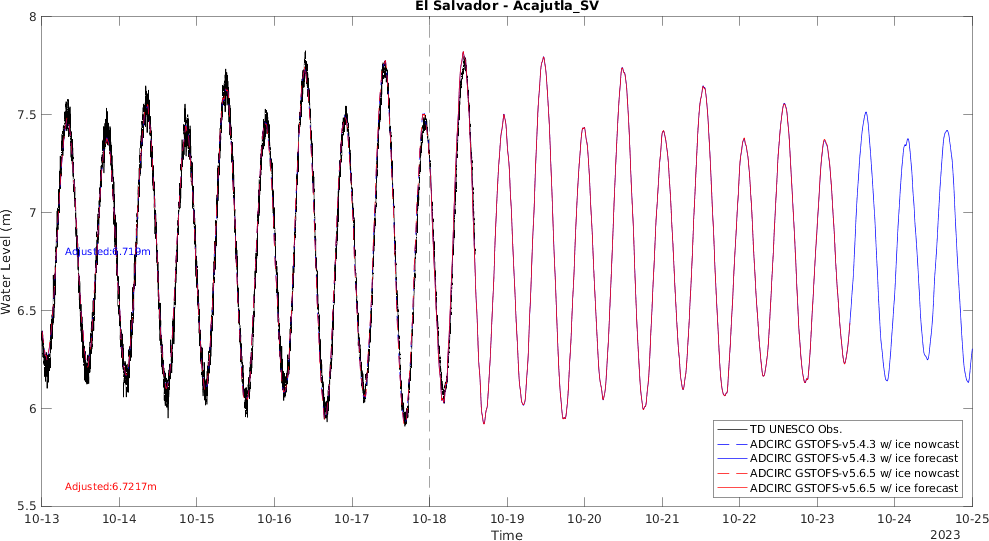 El Salvador - Acajutla_SV
8
7.5
7
6.5
6
5.5
Water Level (m)
Adjusted:6.719m
Adjusted:6.7217m
TD UNESCO Obs.
ADCIRC GSTOFS-v5.4.3 w/ ice nowcast
ADCIRC GSTOFS-v5.4.3 w/ ice forecast
ADCIRC GSTOFS-v5.6.5 w/ ice nowcast
ADCIRC GSTOFS-v5.6.5 w/ ice forecast
10-13 10-14 10-15 10-16 10-17 10-18 10-19 10-20 10-21 10-22 10-23 10-24 10-25
Time
2023